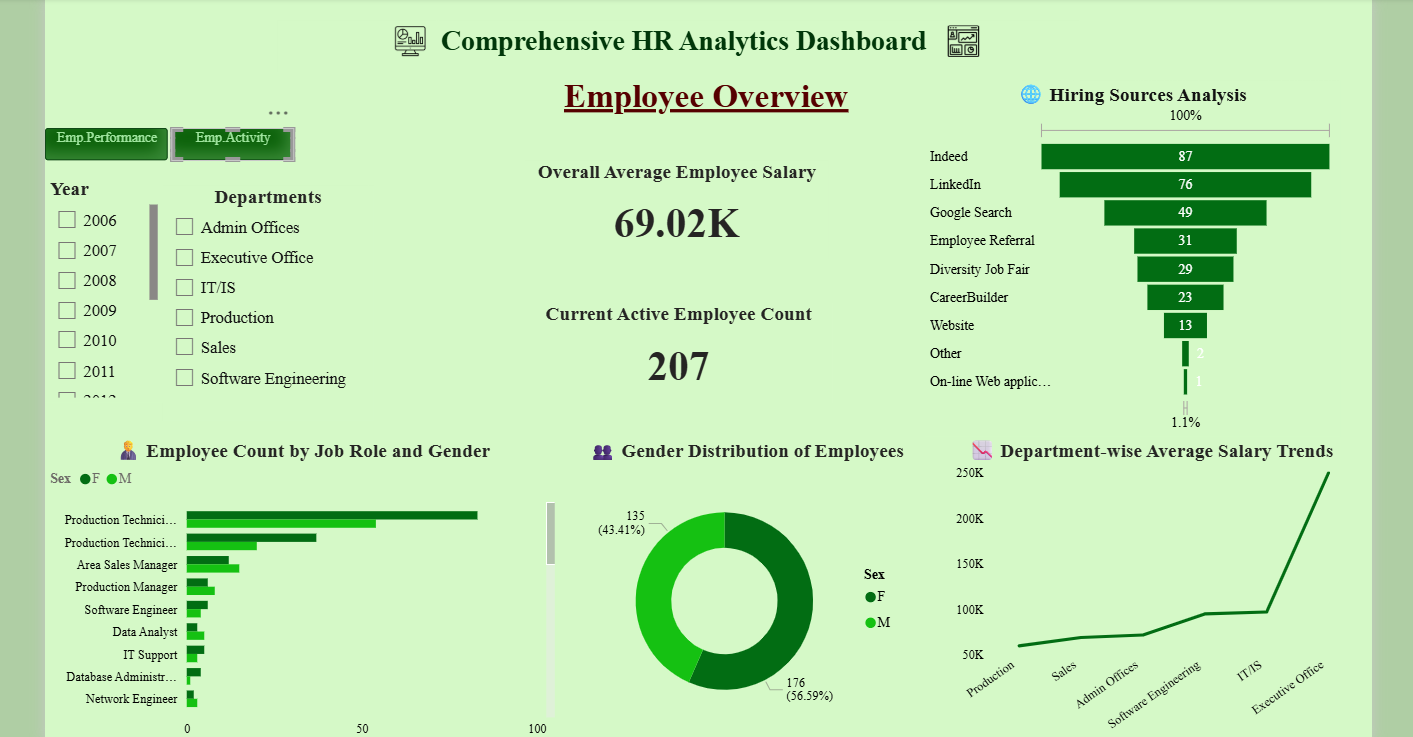 Comprehensive HR Analytics Dashboard
Employee Overview
...
Emp.Performance
Emp.Activity
Year
2006
2007
2008
2009
2010
2011
Departments
Admin Offices
Executive Office
IT/IS
Production
Sales
Software Engineering
Overall Average Employee Salary
69.02K
Current Active Employee Count
207
Hiring Sources Analysis
100%
Indeed 87
LinkedIn 76
Google Search 49
Employee Referral 31
Diversity Job Fair 29
CareerBuilder 23
Website 13
Other 2
On-line Web applic… 1
1.1%
Employee Count by Job Role and Gender
Sex F M
Production Technici…
Production Technici…
Area Sales Manager
Production Manager
Software Engineer
Data Analyst
IT Support
Database Administr…
Network Engineer
0 50 100
Gender Distribution of Employees
135
(43.41%)
176
(56.59%)
Sex
F
M
Department-wise Average Salary Trends
250K
200K
150K
100K
50K
Production
Sales
Admin Offices
Software Engineering
IT/IS
Executive Office